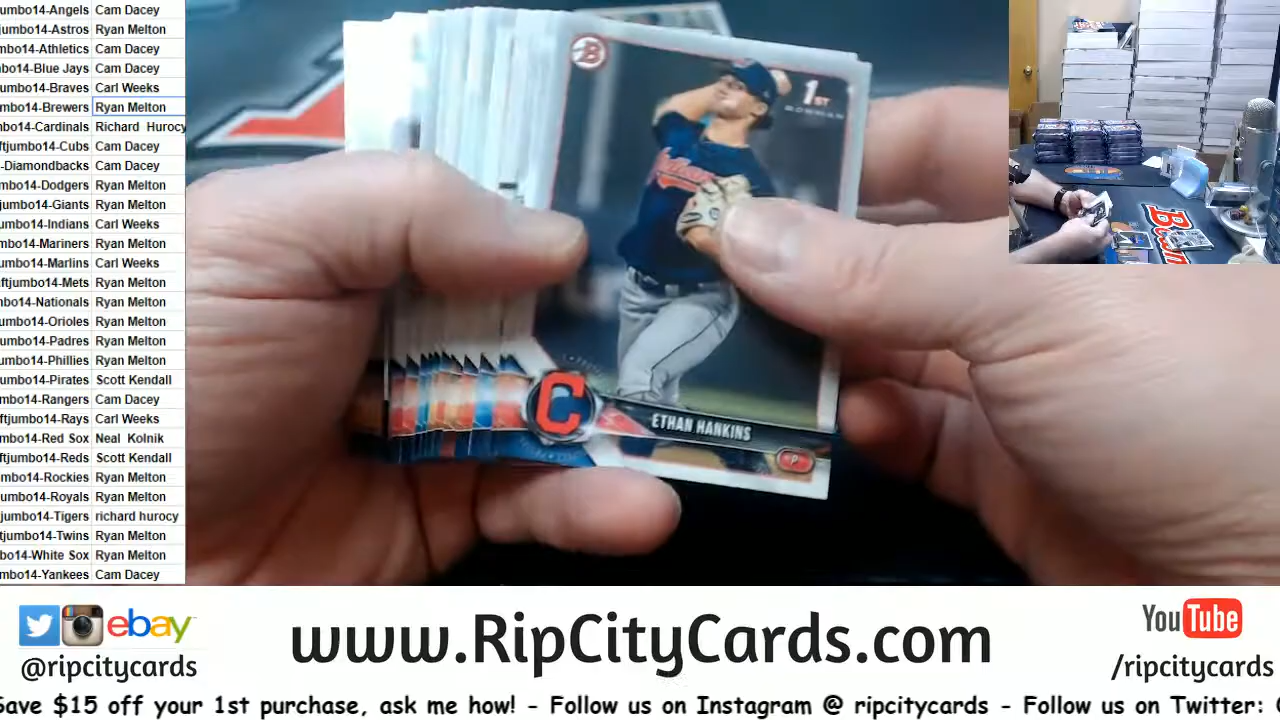 umbo14-Angels Cam Dacey
jumbo14-Astros Ryan Melton
mbo14-Athletics Cam Dacey
mbo14-Blue Jays Cam Dacey
umbo14-Braves Carl Weeks
mbo14-Brewers Ryan Melton
nbo14-Cardinals Richard Hurocy
ftjumbo14-Cubs Cam Dacey
-Diamondbacks Cam Dacey
mbo14-Dodgers Ryan Melton
jumbo14-Giants Ryan Melton
umbo14-Indians Carl Weeks
mbo14-Mariners Ryan Melton
umbo14-Marlins Carl Weeks
ftjumbo14-Mets Ryan Melton
nbo14-Nationals Ryan Melton
umbo14-Orioles Ryan Melton
umbo14-Padres Ryan Melton
mbo14-Phillies Ryan Melton
umbo14-Pirates Scott Kendall
umbo14-Rangers Cam Dacey
ftjumbo14-Rays Carl Weeks
mbo14-Red Sox Neal Kolnik
ftjumbo14-Reds Scott Kendall
mbo14-Rockies Ryan Melton
umbo14-Royals Ryan Melton
jumbo14-Tigers richard hurocy
tjumbo14-Twins Ryan Melton
bo14-White Sox Ryan Melton
mbo14-Yankees Cam Dacey
B
1ST
BOWMAN
Indians
C
ETHAN HANKINS
P
ebay
@ripcitycards
www.RipCityCards.com
YouTube
/ripcitycards
Save $15 off your 1st purchase, ask me how! - Follow us on Instagram @ ripcitycards - Follow us on Twitter: